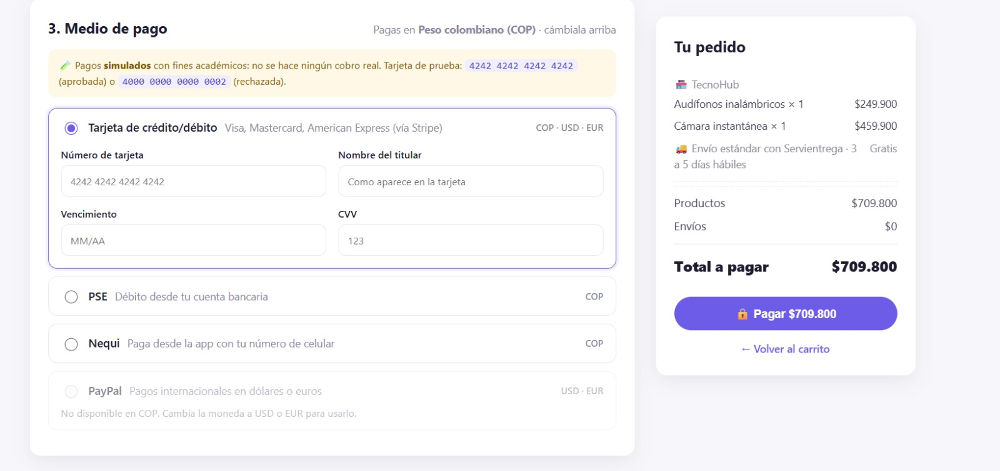 3. Medio de pago
Pagas en Peso colombiano (COP) · cámbiala arriba
Pagos simulados con fines académicos: no se hace ningún cobro real. Tarjeta de prueba: 4242 4242 4242 4242
(aprobada) o 4000 0000 0000 0002 (rechazada).
Tarjeta de crédito/débito Visa, Mastercard, American Express (vía Stripe) COP · USD · EUR
Número de tarjeta
4242 4242 4242 4242
Nombre del titular
Como aparece en la tarjeta
Vencimiento
MM/AA
CVV
123
PSE Débito desde tu cuenta bancaria COP
Nequi Paga desde la app con tu número de celular COP
PayPal Pagos internacionales en dólares o euros USD · EUR
No disponible en COP. Cambia la moneda a USD o EUR para usarlo.
Tu pedido
TecnoHub
Audífonos inalámbricos × 1 $249.900
Cámara instantánea × 1 $459.900
Envío estándar con Servientrega · 3 Gratis
a 5 días hábiles
Productos $709.800
Envíos $0
Total a pagar $709.800
Pagar $709.800
← Volver al carrito